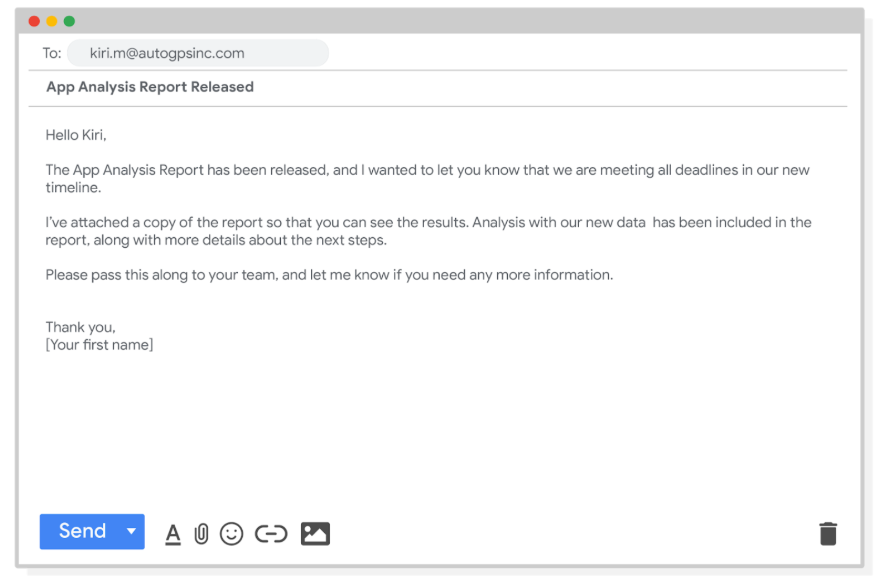 To: kiri.m@autogpsinc.com
App Analysis Report Released
Hello Kiri,
The App Analysis Report has been released, and I wanted to let you know that we are meeting all deadlines in our new
timeline.
I've attached a copy of the report so that you can see the results. Analysis with our new data  has been included in the
report, along with more details about the next steps.
Please pass this along to your team, and let me know if you need any more information.
Thank you,
[Your first name]
Send
A